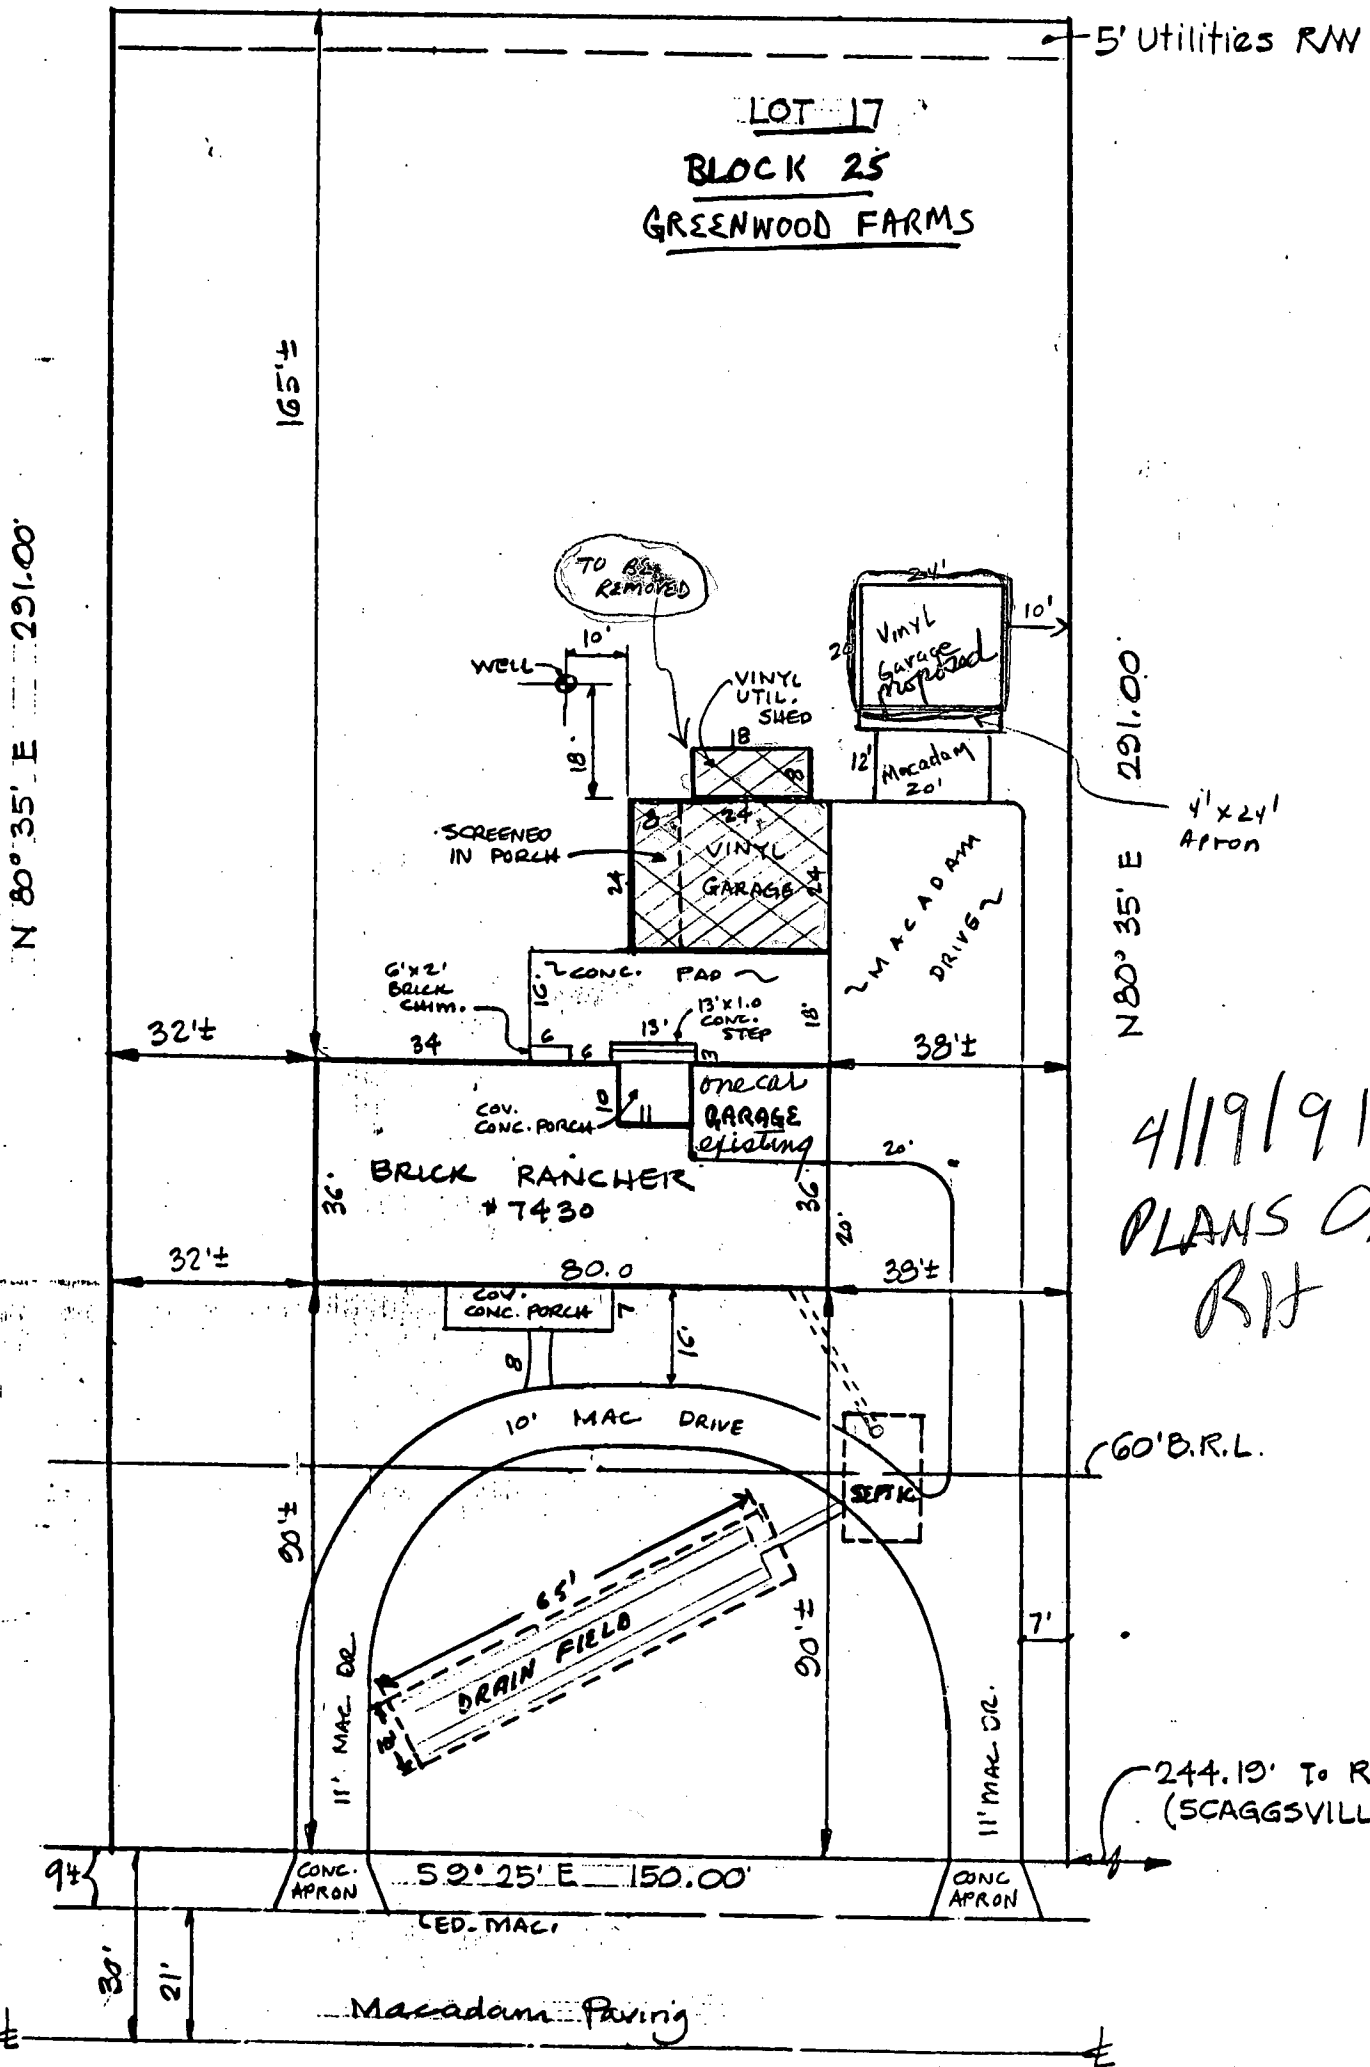 5' Utilities R/W
LOT 17
BLOCK 25
GREENWOOD FARMS
165'±
N 80° 35' E 291.00'
TO BE
REMOVED
24'
10'
20
Vinyl
Garage
proposed
10'
WELL
18'
VINYL
UTIL.
SHED
18
8
12'
Macadam
20'
N 80° 35' E 291.00'
4' x 24'
Apron
SCREENED
IN PORCH
8
24
24
VINYL
GARAGE
24
~ MACADAM
DRIVE ~
6'x2'
BRICK
CHIM.
16'
~ CONC. PAD ~
13'x1.0
CONC.
STEP
18'
32'±
34
6
6
13'
3
38'±
COV.
CONC. PORCH
10
11
one car
GARAGE
existing
20'
4/19/91
PLANS
RH
BRICK RANCHER
# 7430
36'
36'
20'
32'±
80.0
38'±
COV.
CONC. PORCH
7
8
16'
10' MAC DRIVE
60' B.R.L.
SEPTIC
90'±
65'
DRAIN FIELD
90'±
7'
11' MAC DR
11' MAC. DR.
244.19' To R
(SCAGGSVILL
9±
CONC.
APRON
S 9° 25' E 150.00'
CONC
APRON
CED. MAC.
30'
21'
Macadam Paving